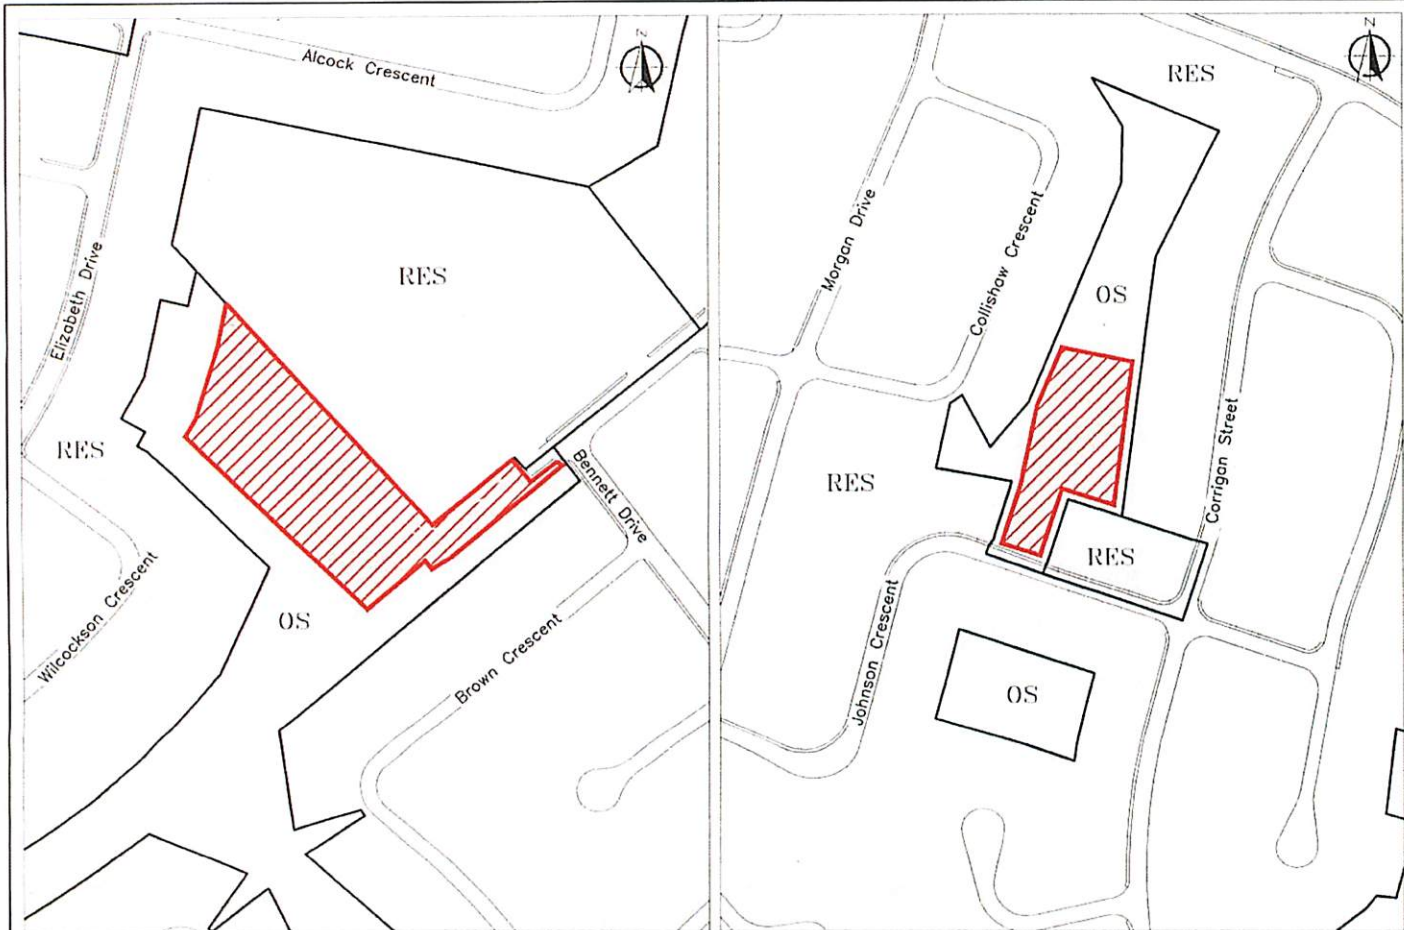 Alcock Crescent
Z
RES
Elizabeth Drive
RES
Bennett Drive
Wilcockson Crescent
OS
Brown Crescent
RES
Z
Morgan Drive
Collishaw Crescent
OS
RES
Corrigan Street
RES
Johnson Crescent
OS